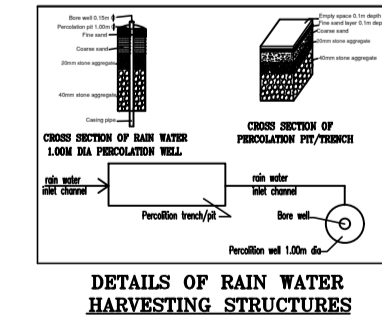 Bore well 0.15m
Percolation pit 1.00m
Fine sand
Coarse sand
20mm stone aggregate
40mm stone aggregate
Casing pipe
CROSS SECTION OF RAIN WATER
1.00M DIA PERCOLATION WELL
Empty space 0.1m depth
Fine sand layer 0.1m dep
Coarse sand
20mm stone aggregate
40mm stone aggregate
CROSS SECTION OF
PERCOLATION PIT/TRENCH
rain water
inlet channel
Percolition trench/pit
rain water
inlet channel
Bore well
Percolition well 1.00m dia
DETAILS OF RAIN WATER
HARVESTING STRUCTURES